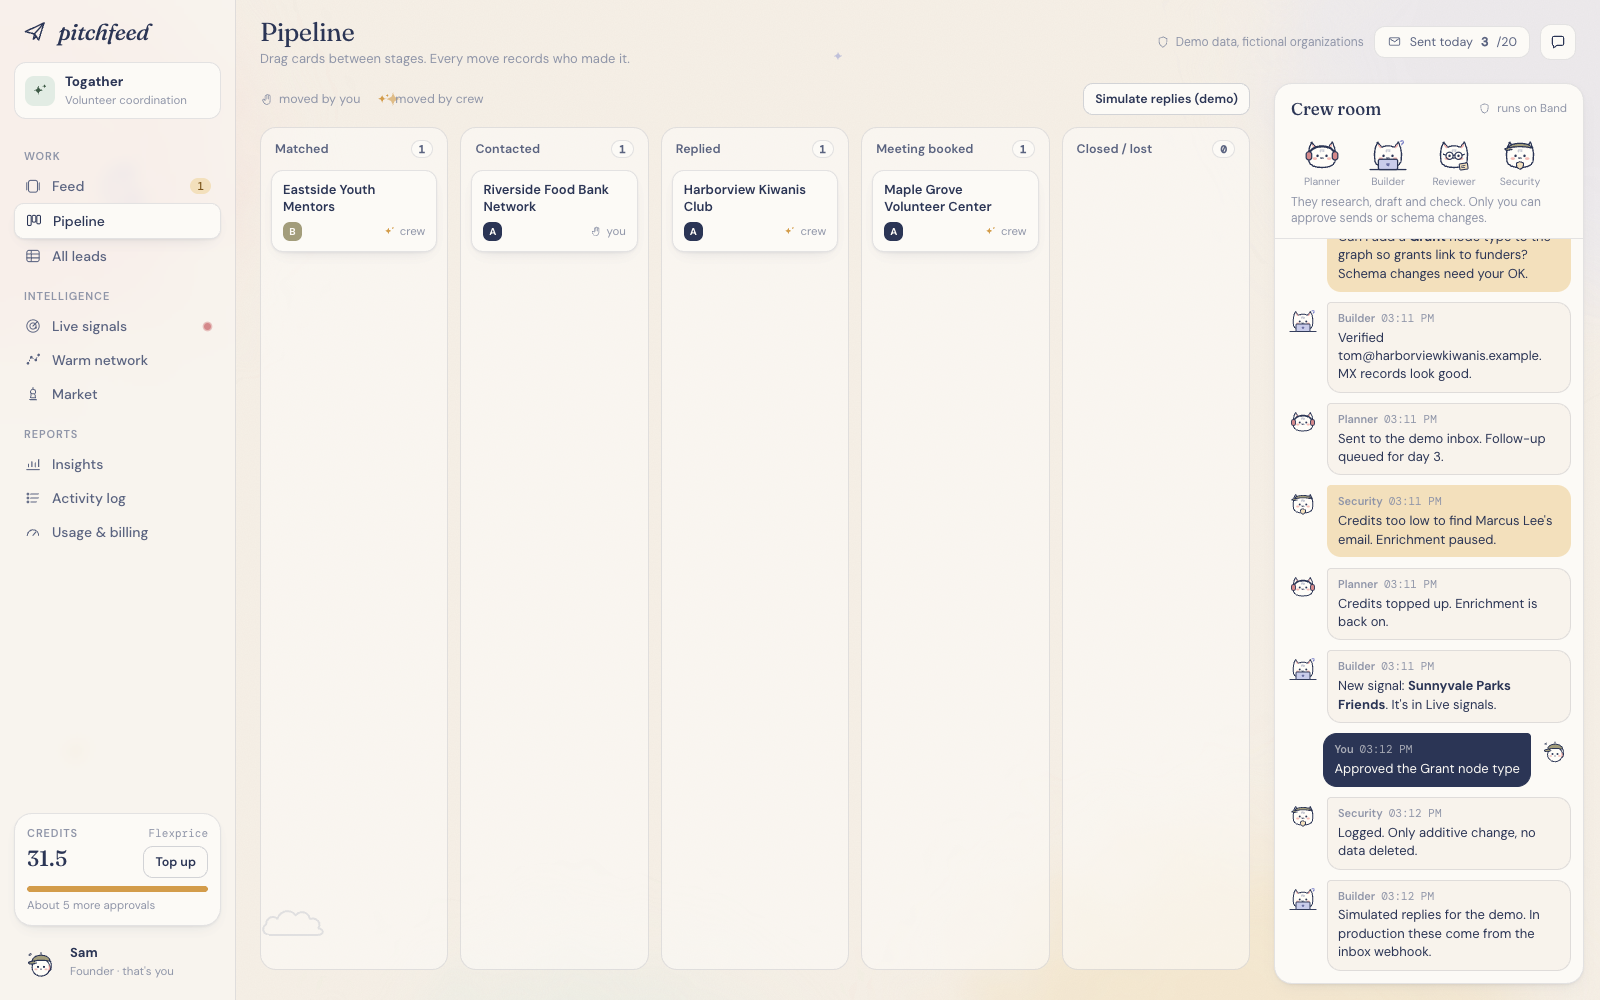 pitchfeed
Togather
Volunteer coordination
WORK
Feed 1
Pipeline
All leads
INTELLIGENCE
Live signals
Warm network
Market
REPORTS
Insights
Activity log
Usage & billing
CREDITS Flexprice
31.5 Top up
About 5 more approvals
Sam
Founder · that's you
Pipeline
Drag cards between stages. Every move records who made it.
Demo data, fictional organizations
Sent today 3 /20
moved by you moved by crew
Simulate replies (demo)
Matched 1
Eastside Youth
Mentors
B crew
Contacted 1
Riverside Food Bank
Network
A you
Replied 1
Harborview Kiwanis
Club
A crew
Meeting booked 1
Maple Grove
Volunteer Center
A crew
Closed / lost 0
Crew room runs on Band
Planner Builder Reviewer Security
They research, draft and check. Only you can
approve sends or schema changes.
Can I add a Grant node type to the
graph so grants link to funders?
Schema changes need your OK.
Builder 03:11 PM
Verified
tom@harborviewkiwanis.example.
MX records look good.
Planner 03:11 PM
Sent to the demo inbox. Follow-up
queued for day 3.
Security 03:11 PM
Credits too low to find Marcus Lee's
email. Enrichment paused.
Planner 03:11 PM
Credits topped up. Enrichment is
back on.
Builder 03:11 PM
New signal: Sunnyvale Parks
Friends. It's in Live signals.
You 03:12 PM
Approved the Grant node type
Security 03:12 PM
Logged. Only additive change, no
data deleted.
Builder 03:12 PM
Simulated replies for the demo. In
production these come from the
inbox webhook.